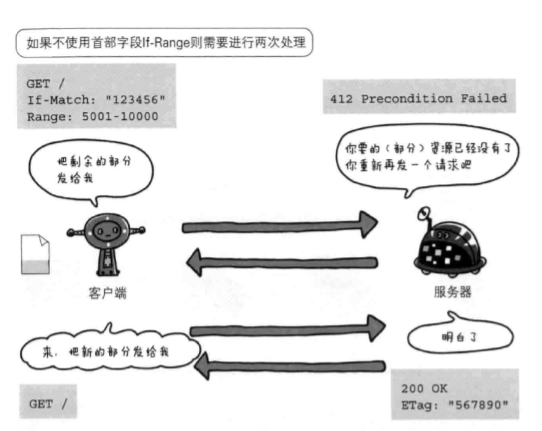 如果不使用首部字段If-Range则需要进行两次处理
GET /
If-Match: "123456"
Range: 5001-10000
412 Precondition Failed
把剩余的部分
发给我
你要的（部分）资源已经没有了
你重新再发一个请求吧
客户端
服务器
来，把新的部分发给我
明白了
GET /
200 OK
ETag: "567890"